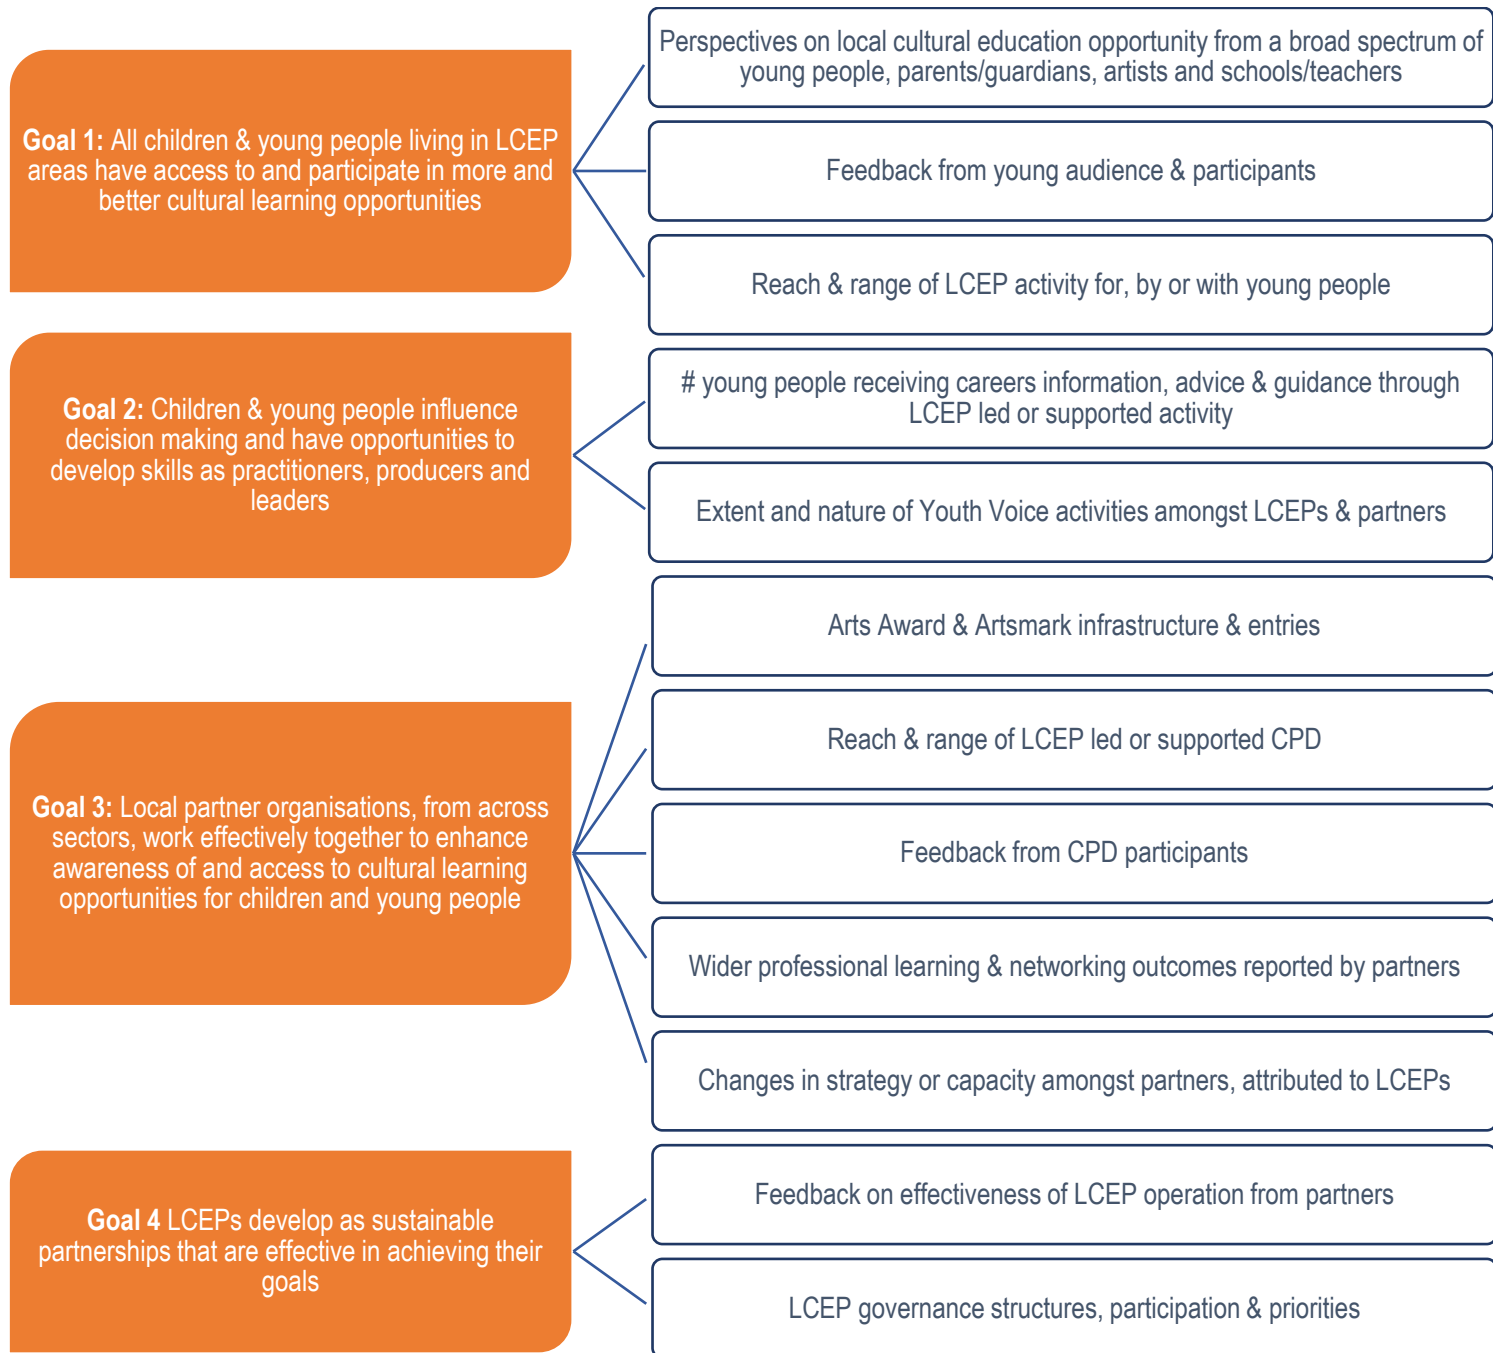 Goal 1: All children & young people living in LCEP
areas have access to and participate in more and
better cultural learning opportunities
Perspectives on local cultural education opportunity from a broad spectrum of
young people, parents/guardians, artists and schools/teachers
Feedback from young audience & participants
Reach & range of LCEP activity for, by or with young people
Goal 2: Children & young people influence
decision making and have opportunities to
develop skills as practitioners, producers and
leaders
# young people receiving careers information, advice & guidance through
LCEP led or supported activity
Extent and nature of Youth Voice activities amongst LCEPs & partners
Goal 3: Local partner organisations, from across
sectors, work effectively together to enhance
awareness of and access to cultural learning
opportunities for children and young people
Arts Award & Artsmark infrastructure & entries
Reach & range of LCEP led or supported CPD
Feedback from CPD participants
Wider professional learning & networking outcomes reported by partners
Changes in strategy or capacity amongst partners, attributed to LCEPs
Goal 4 LCEPs develop as sustainable
partnerships that are effective in achieving their
goals
Feedback on effectiveness of LCEP operation from partners
LCEP governance structures, participation & priorities